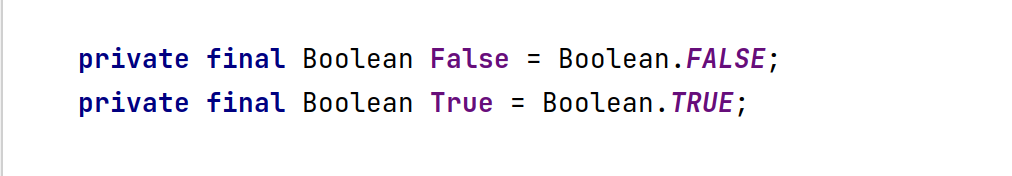 private final Boolean False = Boolean.FALSE;
private final Boolean True = Boolean.TRUE;